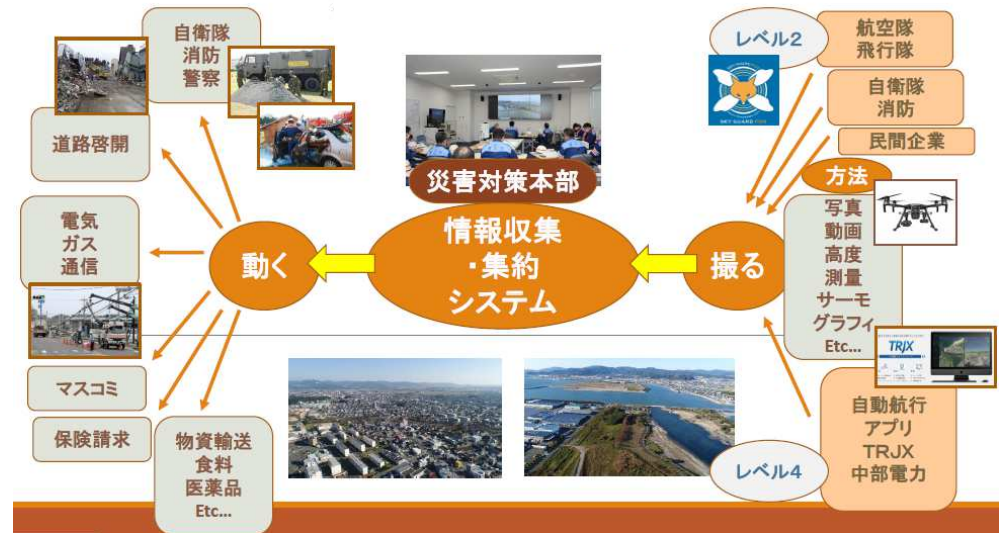 自衛隊
消防
警察
道路啓開
電気
ガス
通信
マスコミ
保険請求
物資輸送
食料
医薬品
Etc...
動く
災害対策本部
情報収集
・集約
システム
撮る
レベル2
航空隊
飛行隊
自衛隊
消防
民間企業
方法
写真
動画
高度
測量
サーモ
グラフィ
Etc...
SKY GUARD FOX
TRJX
自動航行
アプリ
TRJX
中部電力
レベル4